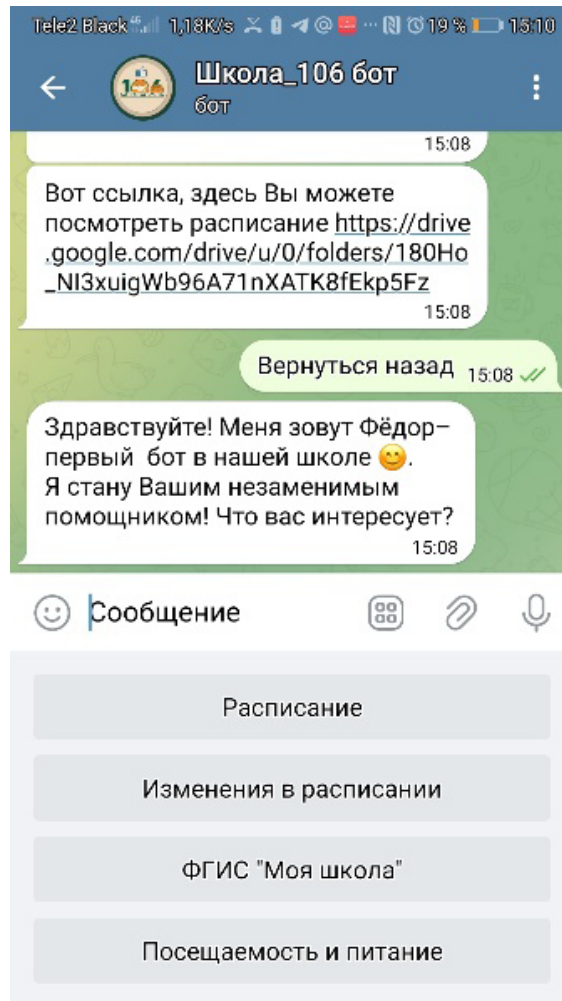 Tele2 Black 1,18K/s 19 % 15:10
Школа_106 бот
бот
15:08
Вот ссылка, здесь Вы можете
посмотреть расписание https://drive
.google.com/drive/u/0/folders/180Ho
_NI3xuigWb96A71nXATK8fEkp5Fz
15:08
Вернуться назад 15:08
Здравствуйте! Меня зовут Фёдор–
первый бот в нашей школе 😊.
Я стану Вашим незаменимым
помощником! Что вас интересует?
15:08
Сообщение
Расписание
Изменения в расписании
ФГИС "Моя школа"
Посещаемость и питание